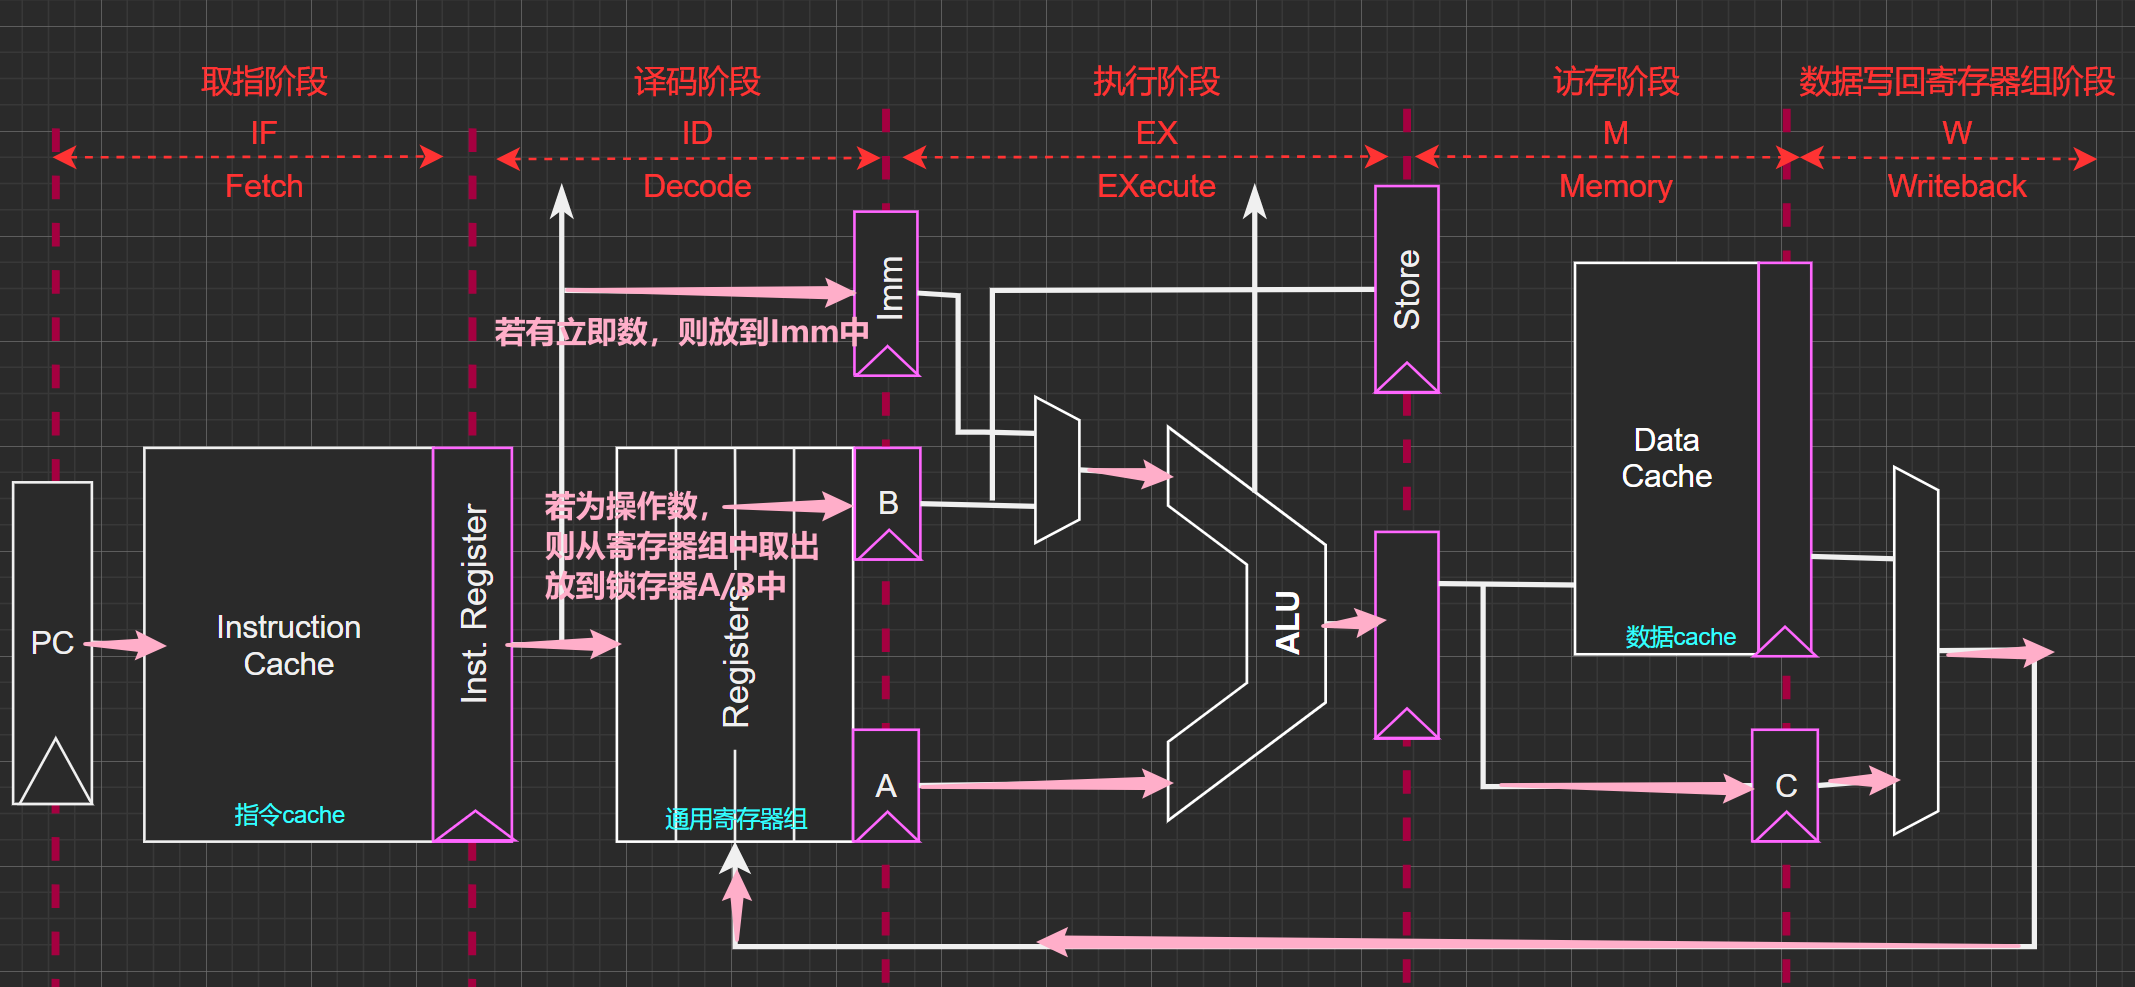 取指阶段
IF
Fetch
译码阶段
ID
Decode
执行阶段
EX
EXecute
访存阶段
M
Memory
数据写回寄存器组阶段
W
Writeback
Imm
若有立即数，则放到Imm中
Store
PC
Instruction
Cache
指令cache
Inst. Register
若为操作数，
则从寄存器组中取出
放到锁存器A/B中
Registers
通用寄存器组
B
A
ALU
Data
Cache
数据cache
C